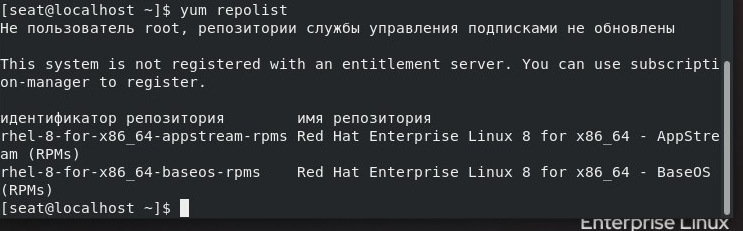 [seat@localhost ~]$ yum repolist
Не пользователь root, репозитории службы управления подписками не обновлены
This system is not registered with an entitlement server. You can use subscripti
on-manager to register.
идентификатор репозитория имя репозитория
rhel-8-for-x86_64-appstream-rpms Red Hat Enterprise Linux 8 for x86_64 - AppStre
am (RPMs)
rhel-8-for-x86_64-baseos-rpms Red Hat Enterprise Linux 8 for x86_64 - BaseOS
(RPMs)
[seat@localhost ~]$
Enterprise Linux